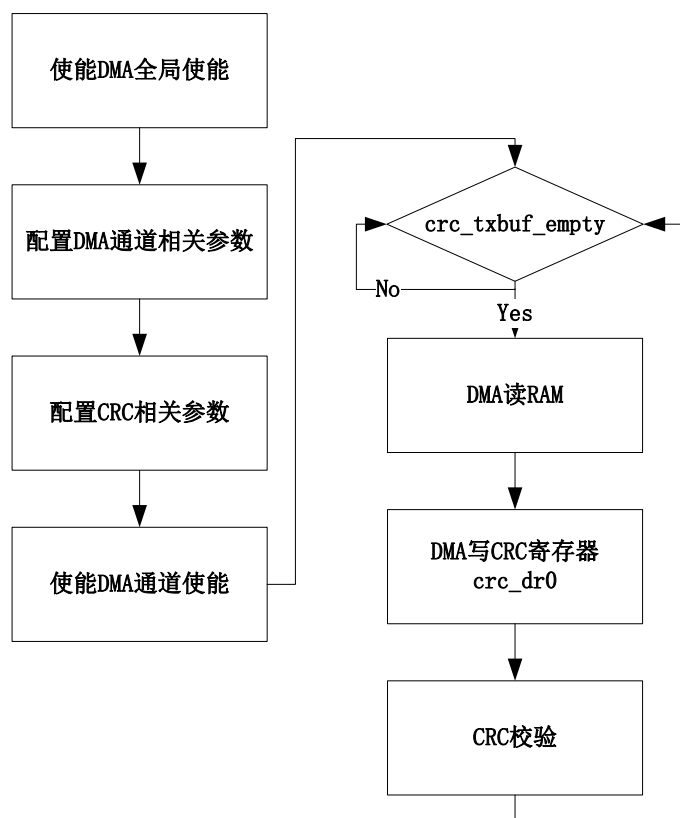 使能DMA全局使能
配置DMA通道相关参数
配置CRC相关参数
使能DMA通道使能
crc_txbuf_empty
No
Yes
DMA读RAM
DMA写CRC寄存器
crc_dr0
CRC校验